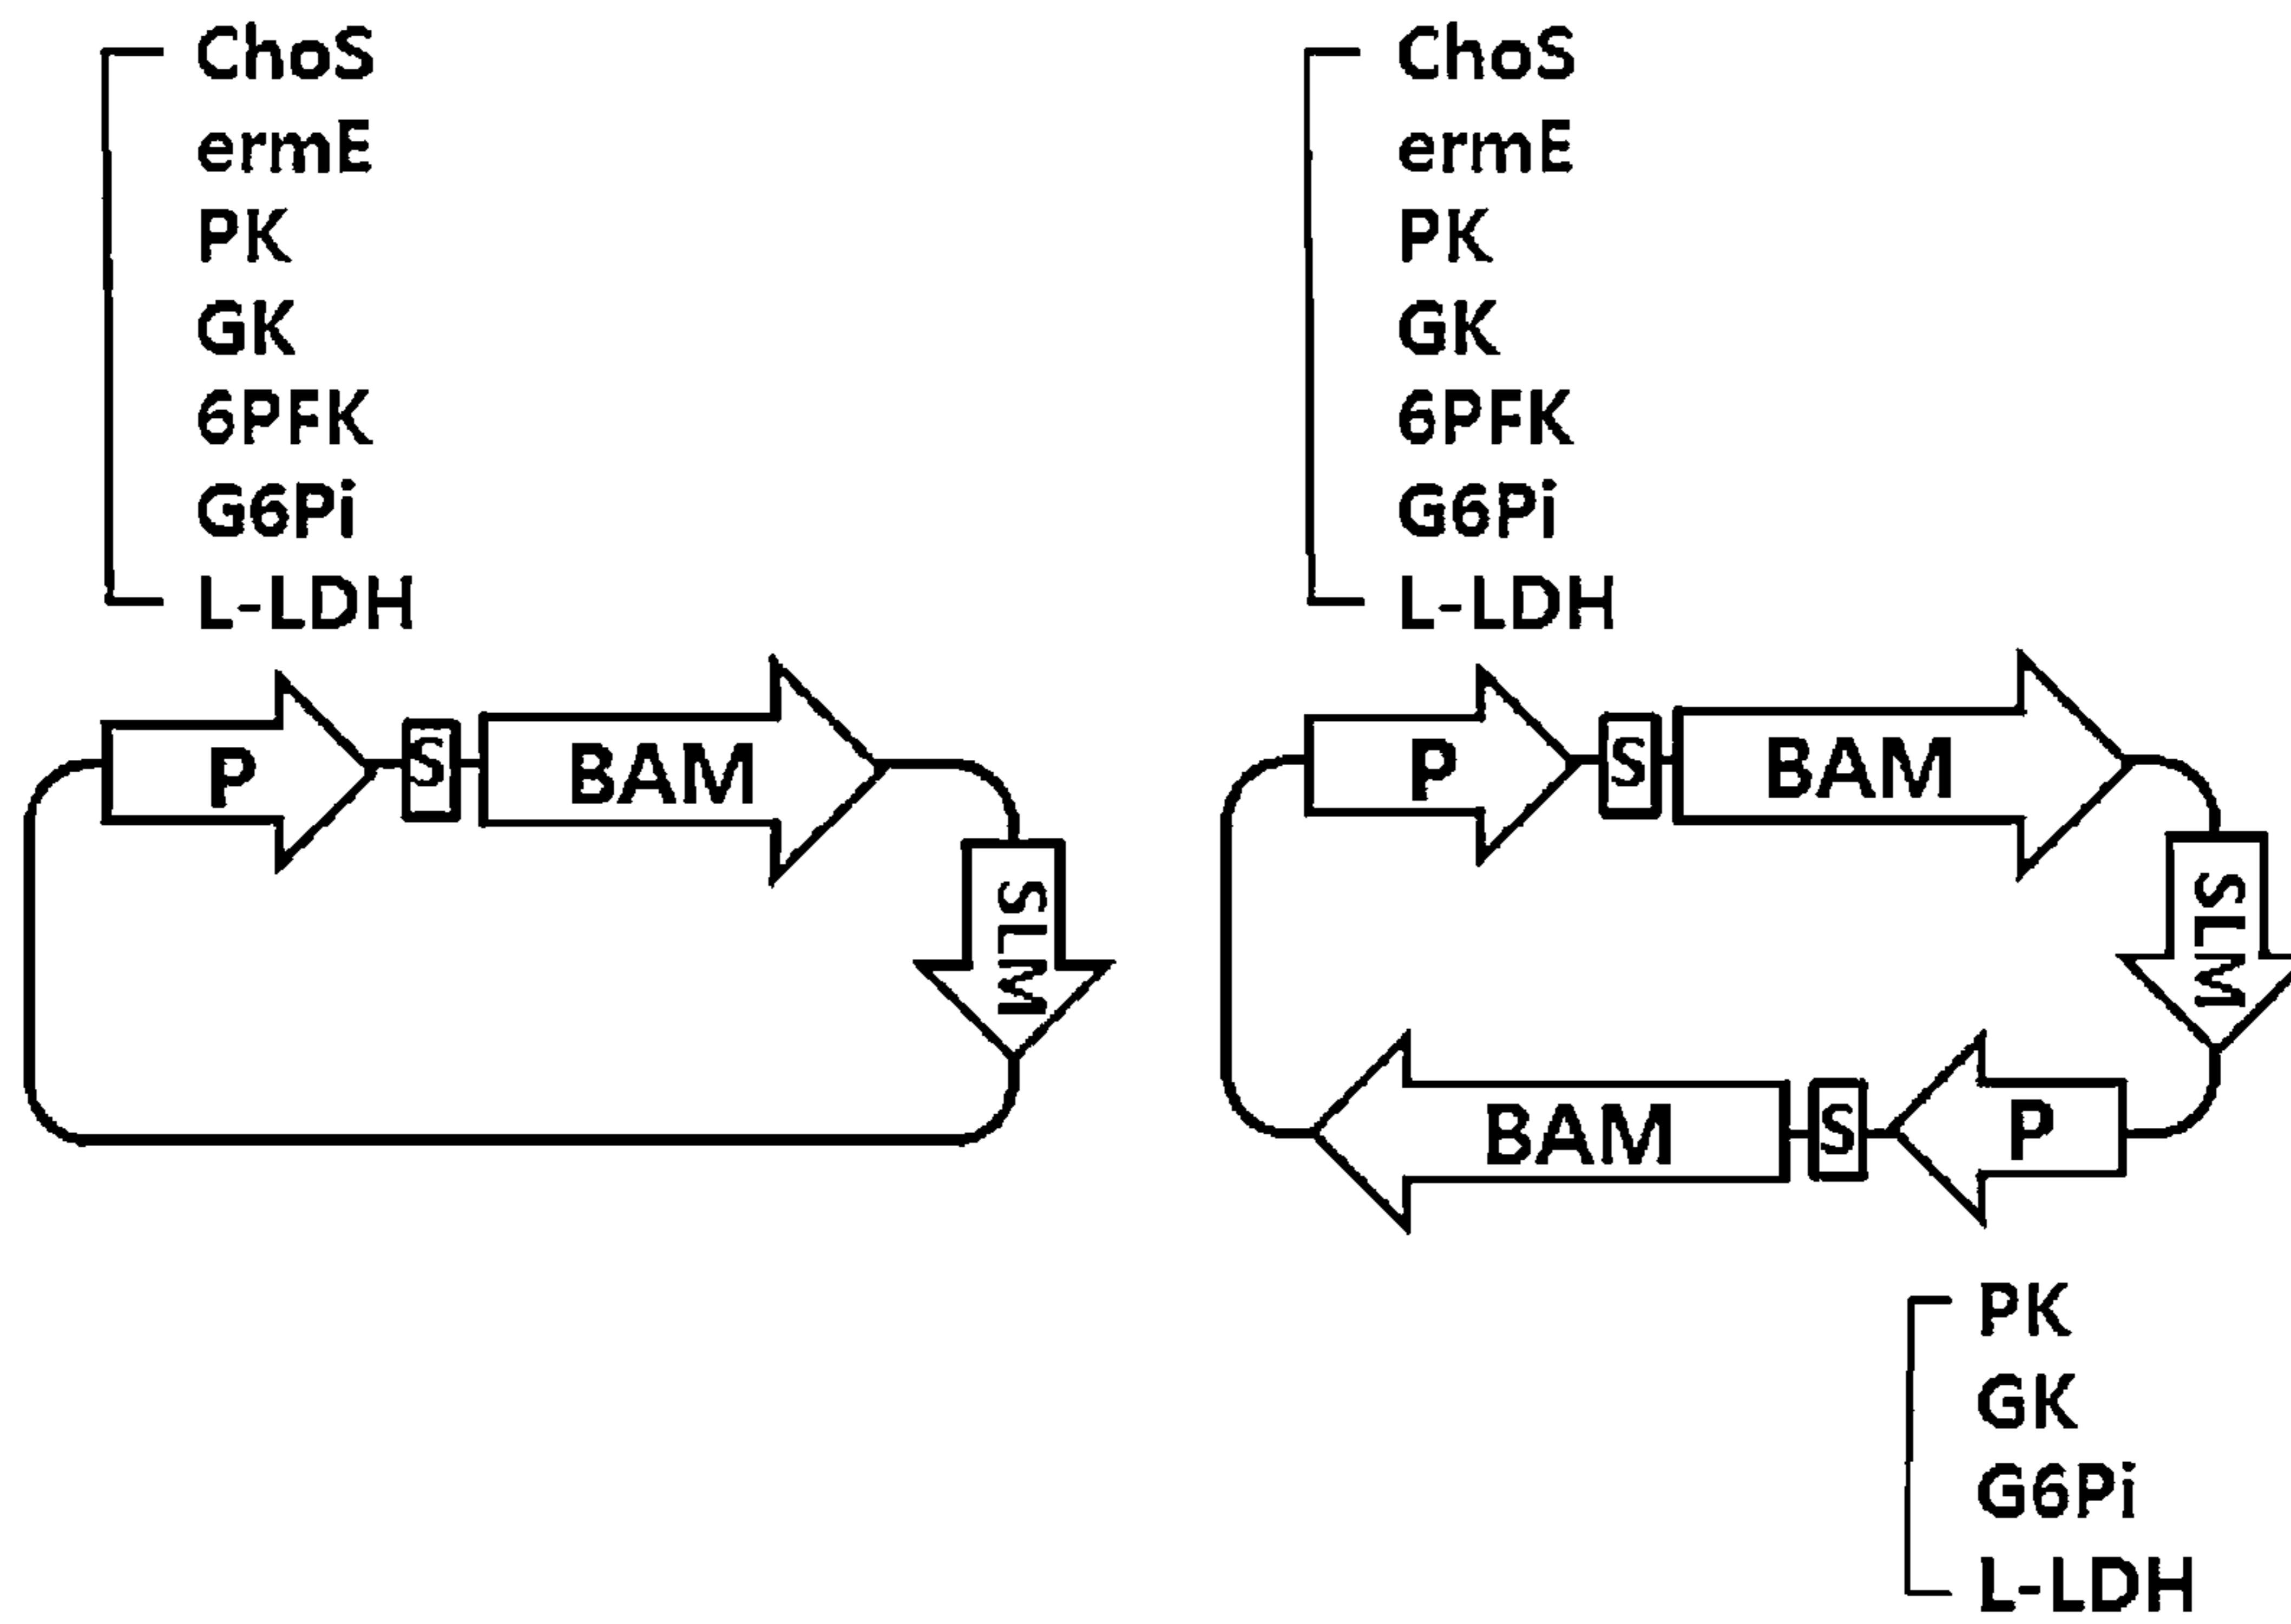 ChoS
ermE
PK
GK
6PFK
G6Pi
L-LDH
P
S
BAM
SLM
ChoS
ermE
PK
GK
6PFK
G6Pi
L-LDH
P
S
BAM
SLM
BAM
S
P
PK
GK
G6Pi
L-LDH